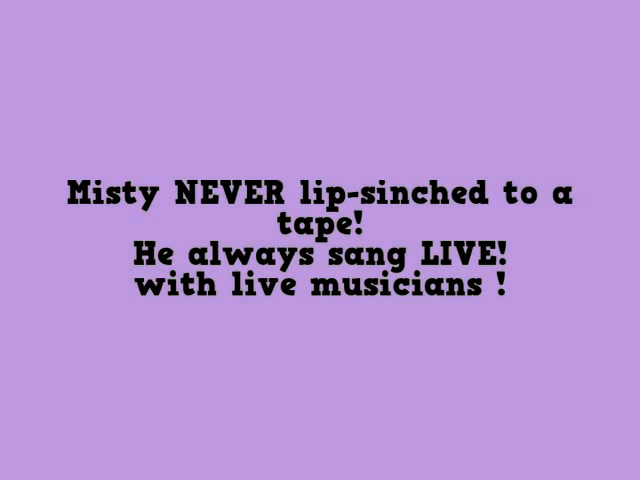 Misty NEVER lip-sinched to a
tape!
He always sang LIVE!
with live musicians !